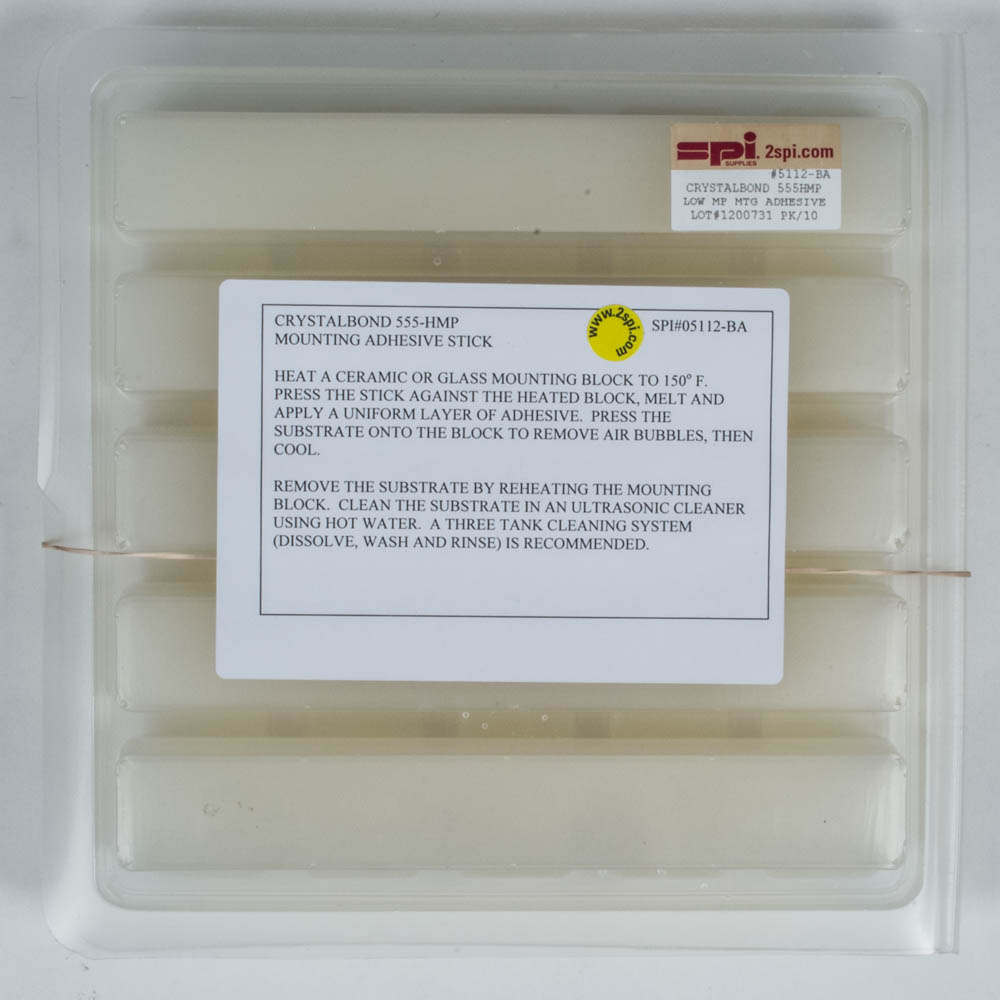 spi 2spi.com
SUPPLIES
#5112-BA
CRYSTALBOND 555HMP
LOW MP MTG ADHESIVE
LOT#1200731 PK/10
CRYSTALBOND 555-HMP
MOUNTING ADHESIVE STICK
www.2spi.com
SPI#05112-BA
HEAT A CERAMIC OR GLASS MOUNTING BLOCK TO 150° F.
PRESS THE STICK AGAINST THE HEATED BLOCK, MELT AND
APPLY A UNIFORM LAYER OF ADHESIVE. PRESS THE
SUBSTRATE ONTO THE BLOCK TO REMOVE AIR BUBBLES, THEN
COOL.
REMOVE THE SUBSTRATE BY REHEATING THE MOUNTING
BLOCK. CLEAN THE SUBSTRATE IN AN ULTRASONIC CLEANER
USING HOT WATER. A THREE TANK CLEANING SYSTEM
(DISSOLVE, WASH AND RINSE) IS RECOMMENDED.